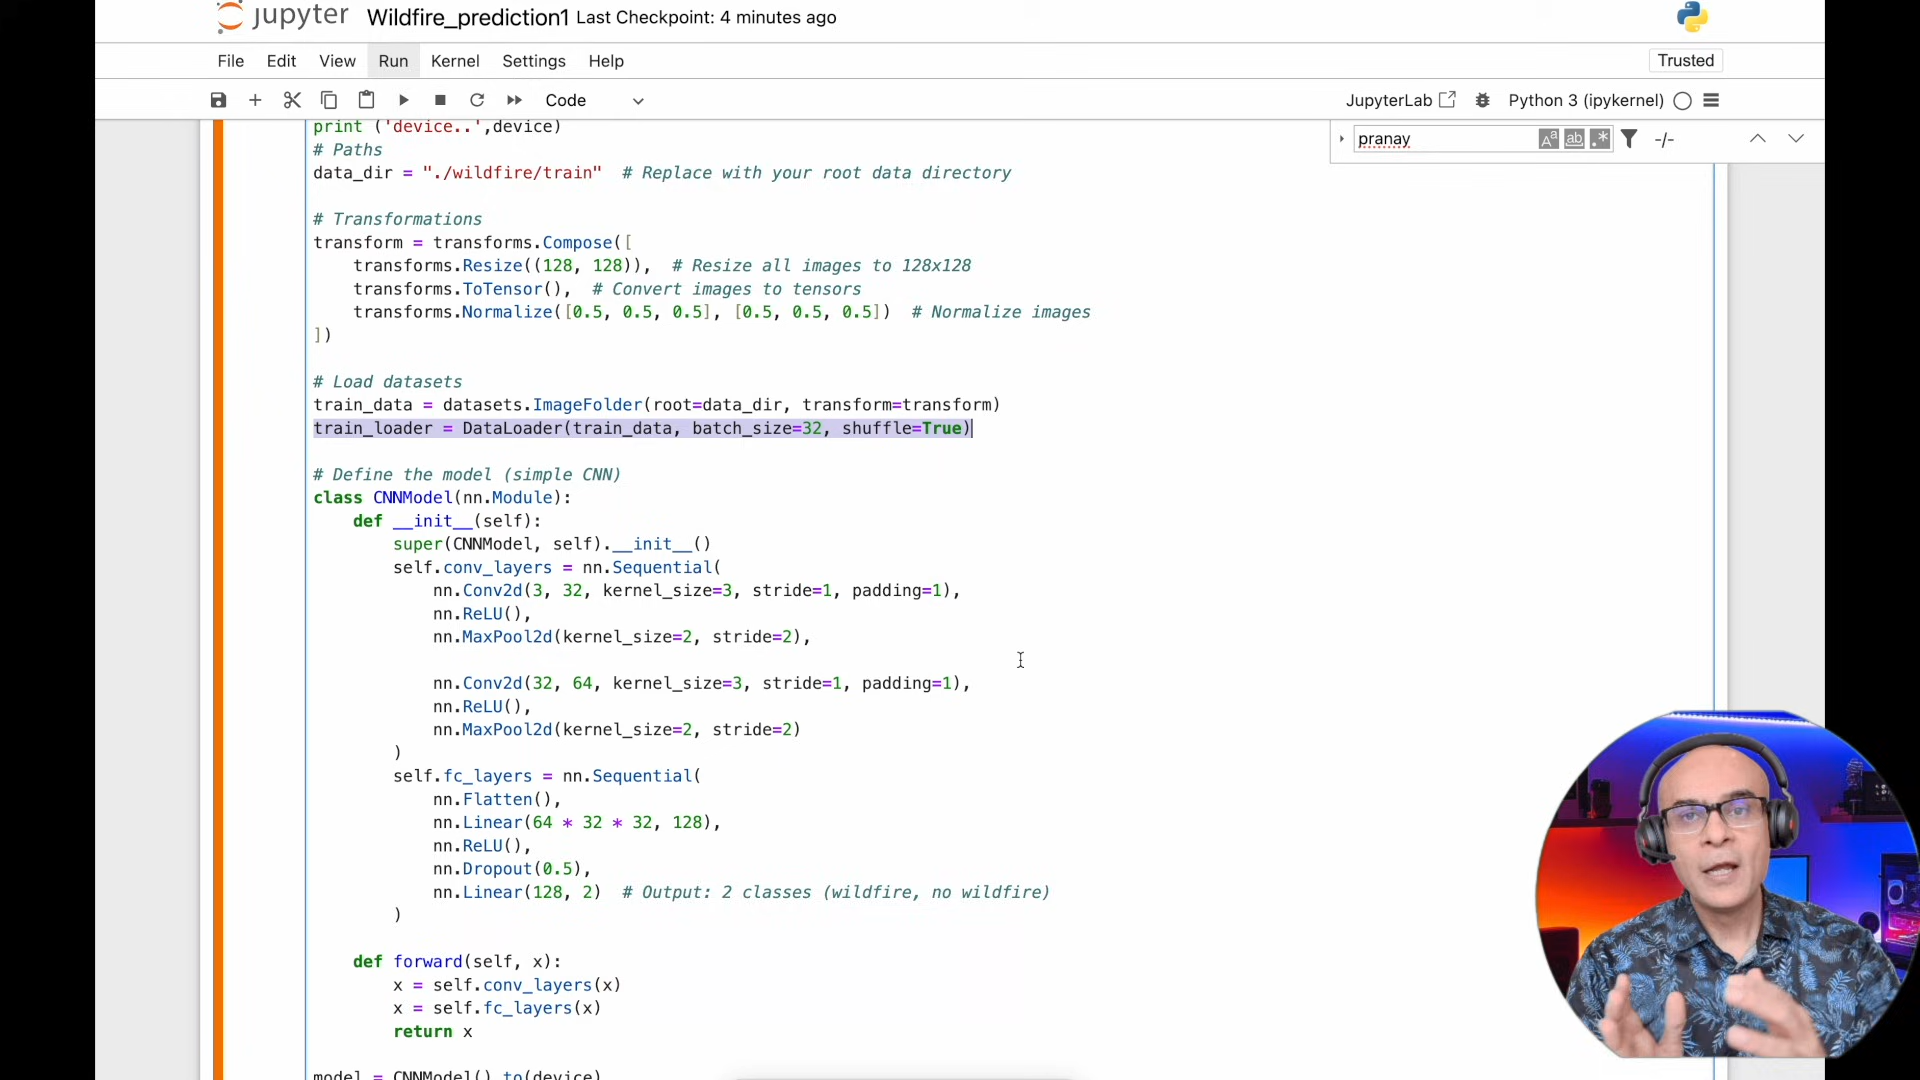 jupyter Wildfire_prediction1 Last Checkpoint: 4 minutes ago
File Edit View Run Kernel Settings Help Trusted
Code JupyterLab Python 3 (ipykernel)
pranay Aa ab .* -/-
print ('device..',device)
# Paths
data_dir = "./wildfire/train"  # Replace with your root data directory
# Transformations
transform = transforms.Compose([
    transforms.Resize((128, 128)),  # Resize all images to 128x128
    transforms.ToTensor(),  # Convert images to tensors
    transforms.Normalize([0.5, 0.5, 0.5], [0.5, 0.5, 0.5])  # Normalize images
])
# Load datasets
train_data = datasets.ImageFolder(root=data_dir, transform=transform)
train_loader = DataLoader(train_data, batch_size=32, shuffle=True)
# Define the model (simple CNN)
class CNNModel(nn.Module):
    def __init__(self):
        super(CNNModel, self).__init__()
        self.conv_layers = nn.Sequential(
            nn.Conv2d(3, 32, kernel_size=3, stride=1, padding=1),
            nn.ReLU(),
            nn.MaxPool2d(kernel_size=2, stride=2),
            nn.Conv2d(32, 64, kernel_size=3, stride=1, padding=1),
            nn.ReLU(),
            nn.MaxPool2d(kernel_size=2, stride=2)
        )
        self.fc_layers = nn.Sequential(
            nn.Flatten(),
            nn.Linear(64 * 32 * 32, 128),
            nn.ReLU(),
            nn.Dropout(0.5),
            nn.Linear(128, 2)  # Output: 2 classes (wildfire, no wildfire)
        )
    def forward(self, x):
        x = self.conv_layers(x)
        x = self.fc_layers(x)
        return x
model = CNNModel().to(device)